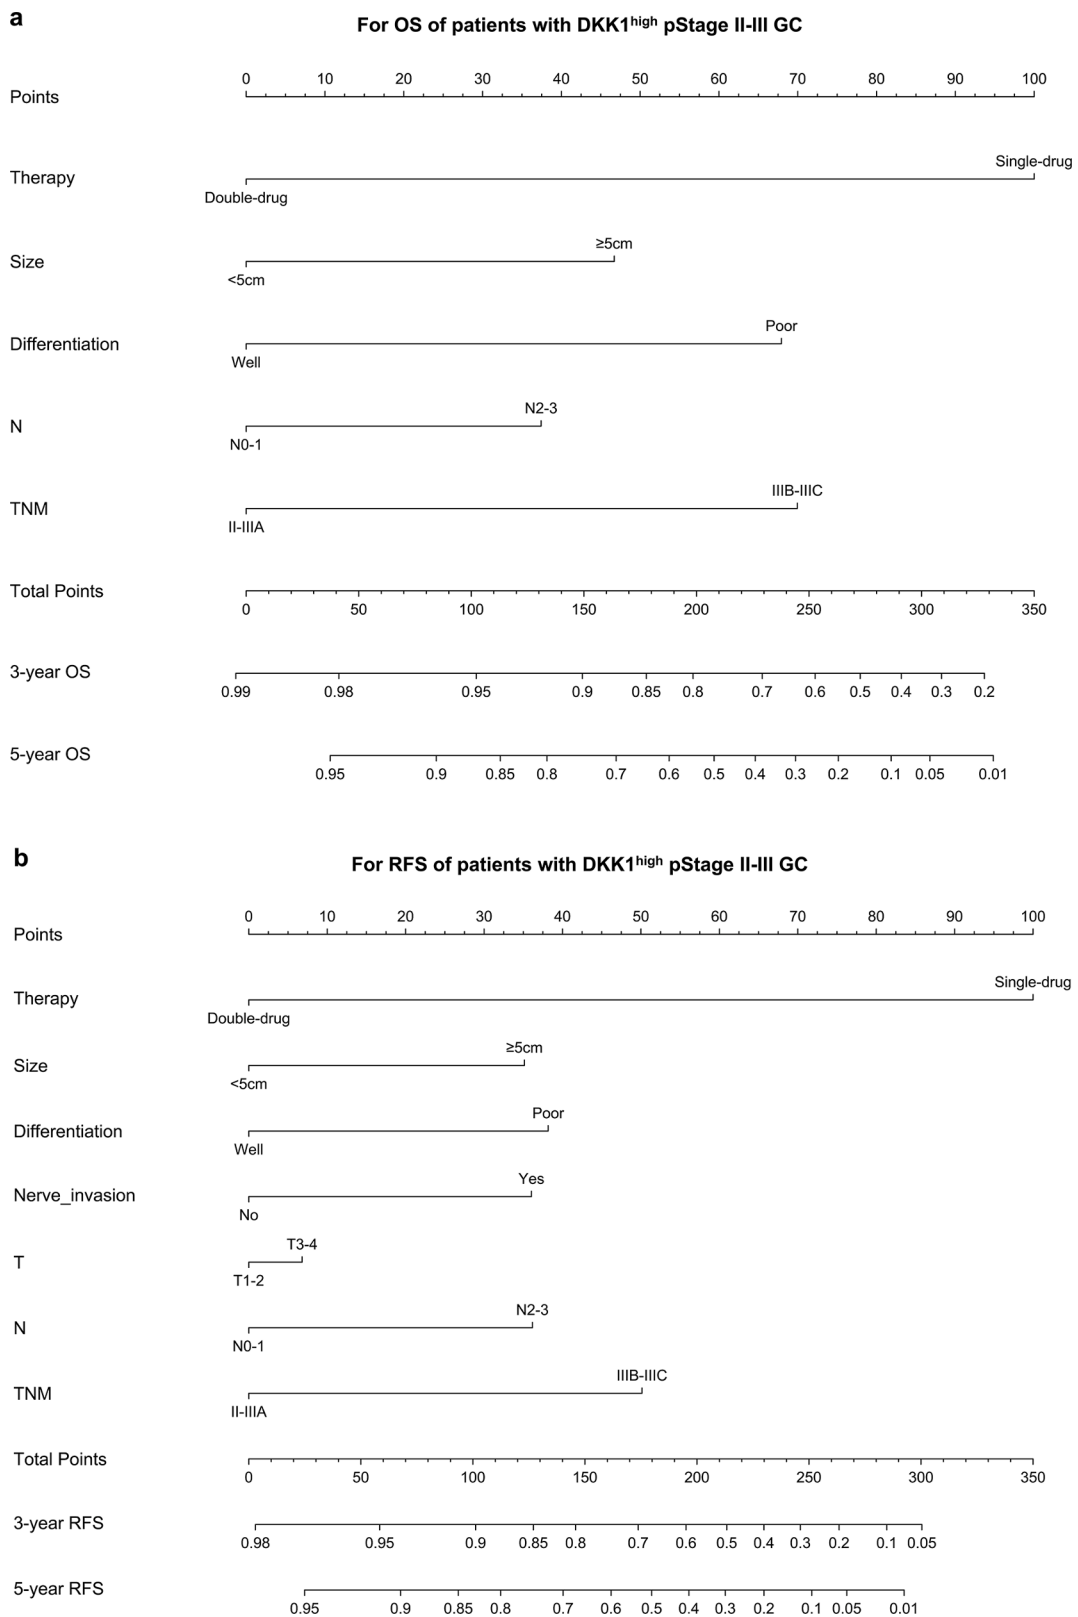 a
For OS of patients with DKK1high pStage II-III GC
0 10 20 30 40 50 60 70 80 90 100
Points
Single-drug
Therapy
Double-drug
≥5cm
Size
<5cm
Poor
Differentiation
Well
N2-3
N
N0-1
IIIB-IIIC
TNM
II-IIIA
Total Points
0 50 100 150 200 250 300 350
3-year OS
0.99 0.98 0.95 0.9 0.85 0.8 0.7 0.6 0.5 0.4 0.3 0.2
5-year OS
0.95 0.9 0.85 0.8 0.7 0.6 0.5 0.4 0.3 0.2 0.1 0.05 0.01
b
For RFS of patients with DKK1high pStage II-III GC
0 10 20 30 40 50 60 70 80 90 100
Points
Single-drug
Therapy
Double-drug
≥5cm
Size
<5cm
Poor
Differentiation
Well
Yes
Nerve_invasion
No
T3-4
T
T1-2
N2-3
N
N0-1
IIIB-IIIC
TNM
II-IIIA
Total Points
0 50 100 150 200 250 300 350
3-year RFS
0.98 0.95 0.9 0.85 0.8 0.7 0.6 0.5 0.4 0.3 0.2 0.1 0.05
5-year RFS
0.95 0.9 0.85 0.8 0.7 0.6 0.5 0.4 0.3 0.2 0.1 0.05 0.01